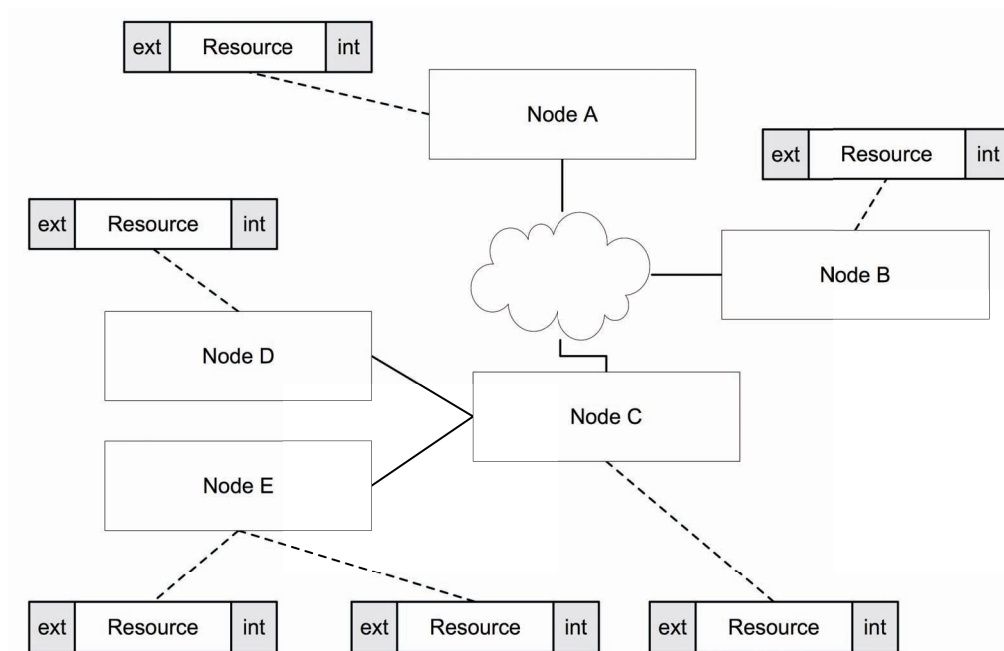 ext Resource int
Node A
ext Resource int
ext Resource int
Node B
Node D
Node C
Node E
ext Resource int
ext Resource int
ext Resource int